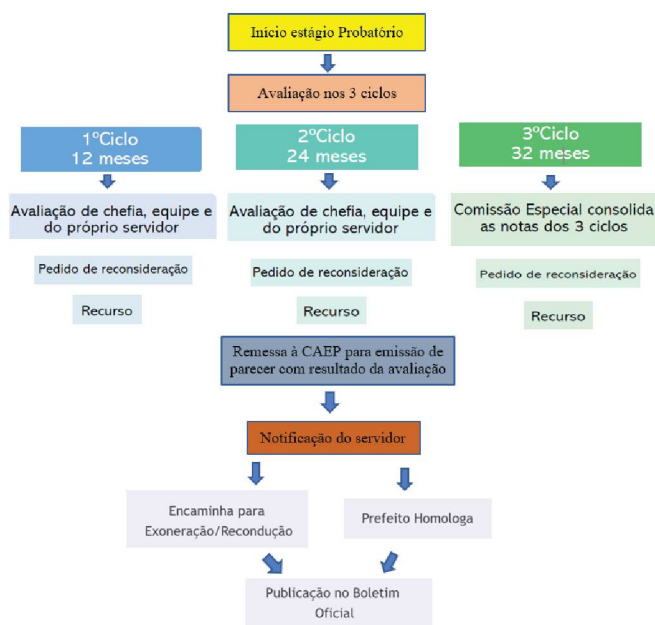 Início estágio Probatório
Avaliação nos 3 ciclos
1ºCiclo
12 meses
Avaliação de chefia, equipe e
do próprio servidor
Pedido de reconsideração
Recurso
2ºCiclo
24 meses
Avaliação de chefia, equipe e
do próprio servidor
Pedido de reconsideração
Recurso
3ºCiclo
32 meses
Comissão Especial consolida
as notas dos 3 ciclos
Pedido de reconsideração
Recurso
Remessa à CAEP para emissão de
parecer com resultado da avaliação
Notificação do servidor
Encaminha para
Exoneração/Recondução
Prefeito Homologa
Publicação no Boletim
Oficial